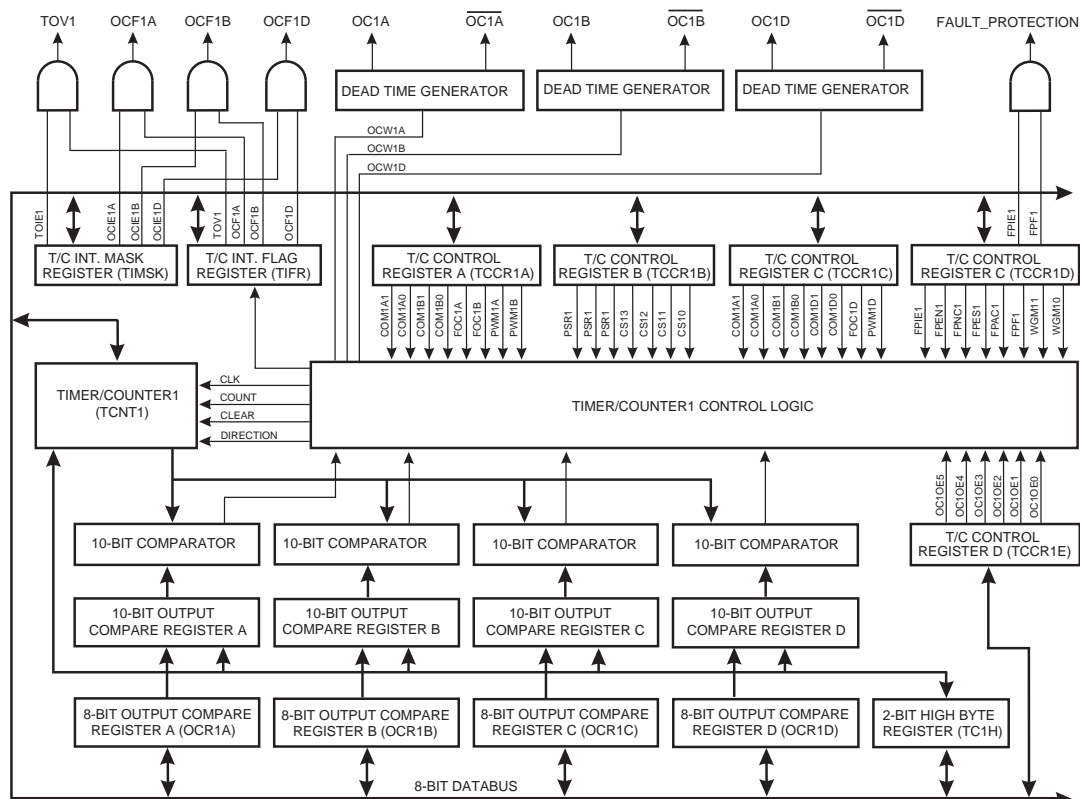 TOV1 OCF1A OCF1B OCF1D OC1A OC1A OC1B OC1B OC1D OC1D FAULT_PROTECTION
DEAD TIME GENERATOR DEAD TIME GENERATOR DEAD TIME GENERATOR
OCW1A
OCW1B
OCW1D
TOIE1 OCIE1A OCIE1B OCIE1D TOV1 OCF1A OCF1B OCF1D FPIE1 FPF1
T/C INT. MASK
REGISTER (TIMSK)
T/C INT. FLAG
REGISTER (TIFR)
T/C CONTROL
REGISTER A (TCCR1A)
T/C CONTROL
REGISTER B (TCCR1B)
T/C CONTROL
REGISTER C (TCCR1C)
T/C CONTROL
REGISTER C (TCCR1D)
COM1A1 COM1A0 COM1B1 COM1B0 FOC1A FOC1B PWM1A PWM1B
PSR1 PSR1 PSR1 CS13 CS12 CS11 CS10
COM1A1 COM1A0 COM1B1 COM1B0 COM1D1 COM1D0 FOC1D PWM1D
FPIE1 FPEN1 FPNC1 FPES1 FPAC1 FPF1 WGM11 WGM10
TIMER/COUNTER1
(TCNT1)
CLK
COUNT
CLEAR
DIRECTION
TIMER/COUNTER1 CONTROL LOGIC
OC1OE5 OC1OE4 OC1OE3 OC1OE2 OC1OE1 OC1OE0
10-BIT COMPARATOR 10-BIT COMPARATOR 10-BIT COMPARATOR 10-BIT COMPARATOR
T/C CONTROL
REGISTER D (TCCR1E)
10-BIT OUTPUT
COMPARE REGISTER A
10-BIT OUTPUT
COMPARE REGISTER B
10-BIT OUTPUT
COMPARE REGISTER C
10-BIT OUTPUT
COMPARE REGISTER D
8-BIT OUTPUT COMPARE
REGISTER A (OCR1A)
8-BIT OUTPUT COMPARE
REGISTER B (OCR1B)
8-BIT OUTPUT COMPARE
REGISTER C (OCR1C)
8-BIT OUTPUT COMPARE
REGISTER D (OCR1D)
2-BIT HIGH BYTE
REGISTER (TC1H)
8-BIT DATABUS